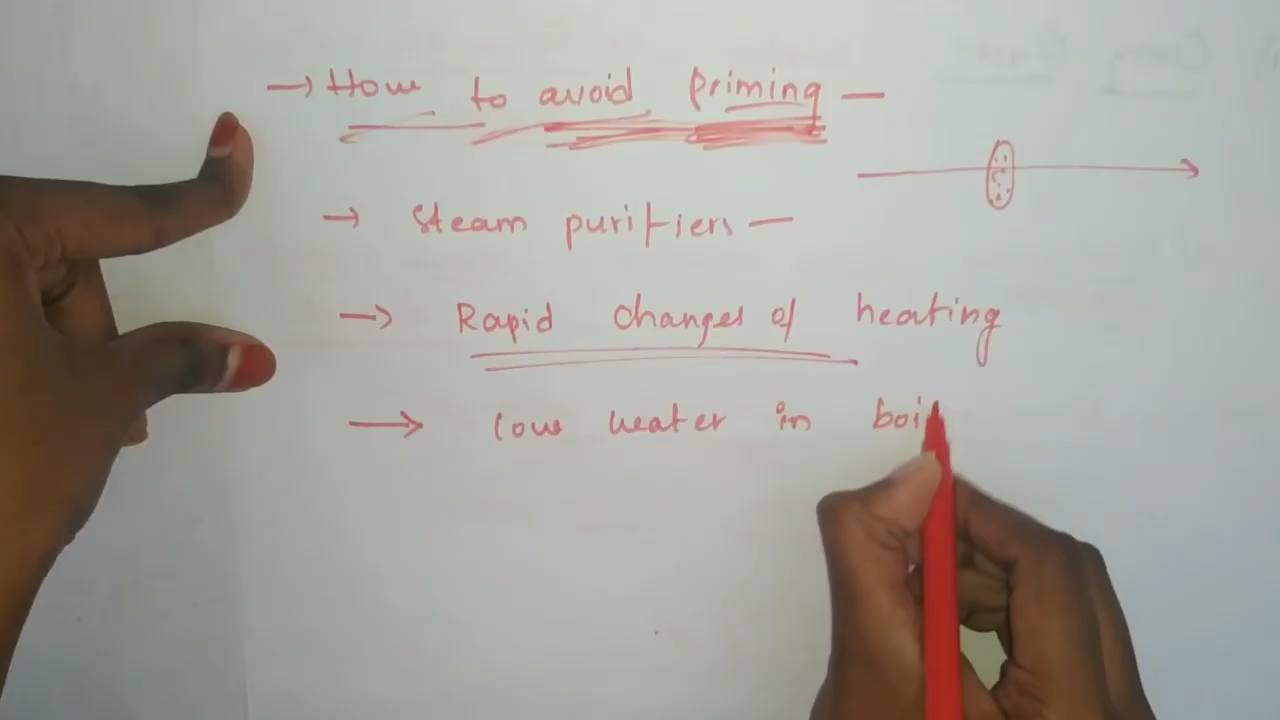 → How to avoid priming —
→ Steam purifiers —
→ Rapid changes of heating
→ low water in boi